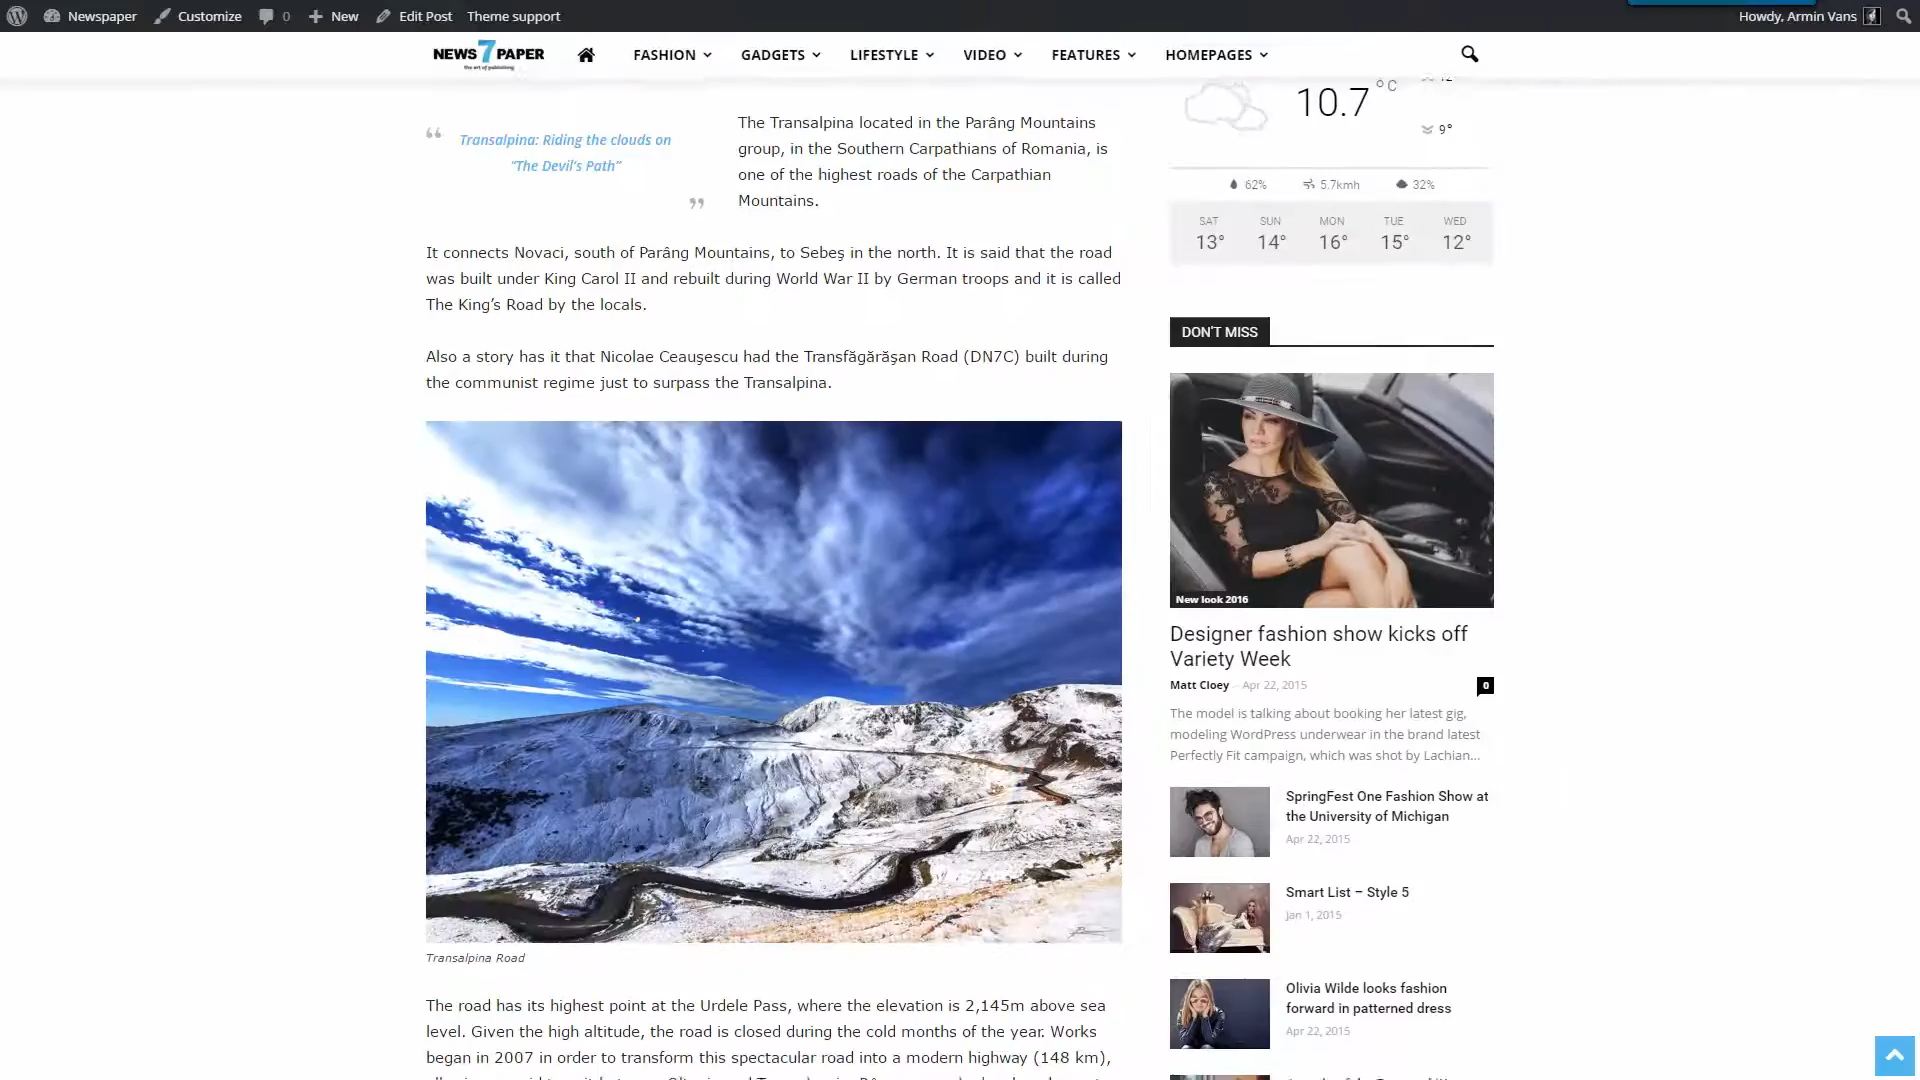 Newspaper
Customize
0
New
Edit Post
Theme support
Howdy, Armin Vans
NEWS 7 PAPER
the art of publishing
FASHION
GADGETS
LIFESTYLE
VIDEO
FEATURES
HOMEPAGES
“ Transalpina: Riding the clouds on
“The Devil’s Path” ”
The Transalpina located in the Parâng Mountains
group, in the Southern Carpathians of Romania, is
one of the highest roads of the Carpathian
Mountains.
It connects Novaci, south of Parâng Mountains, to Sebeş in the north. It is said that the road
was built under King Carol II and rebuilt during World War II by German troops and it is called
The King’s Road by the locals.
Also a story has it that Nicolae Ceauşescu had the Transfăgărăşan Road (DN7C) built during
the communist regime just to surpass the Transalpina.
Transalpina Road
The road has its highest point at the Urdele Pass, where the elevation is 2,145m above sea
level. Given the high altitude, the road is closed during the cold months of the year. Works
began in 2007 in order to transform this spectacular road into a modern highway (148 km),
10.7 °C
9°
62%
5.7kmh
32%
SAT SUN MON TUE WED
13° 14° 16° 15° 12°
DON'T MISS
New look 2016
Designer fashion show kicks off
Variety Week
Matt Cloey - Apr 22, 2015
0
The model is talking about booking her latest gig,
modeling WordPress underwear in the brand latest
Perfectly Fit campaign, which was shot by Lachian...
SpringFest One Fashion Show at
the University of Michigan
Apr 22, 2015
Smart List – Style 5
Jan 1, 2015
Olivia Wilde looks fashion
forward in patterned dress
Apr 22, 2015